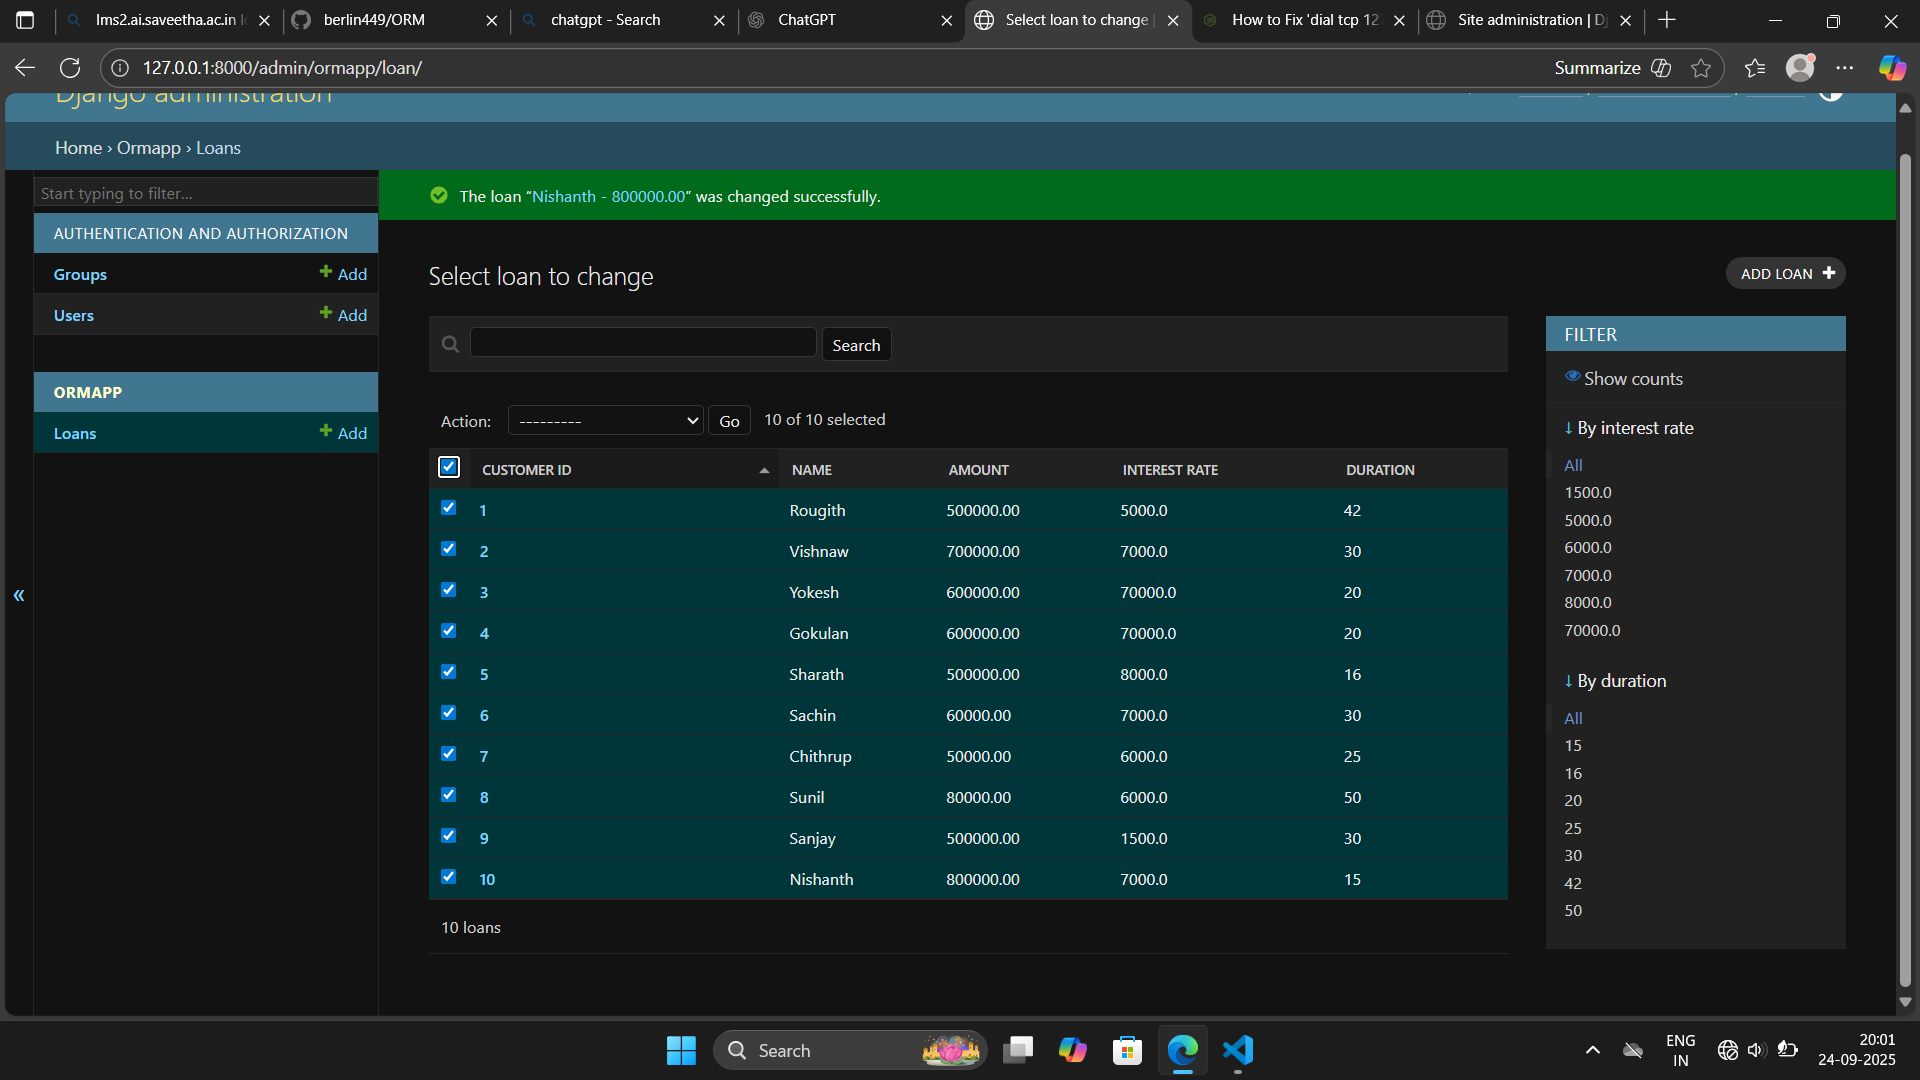 lms2.ai.saveetha.ac.in
berlin449/ORM
chatgpt - Search
ChatGPT
Select loan to change |
How to Fix 'dial tcp 12
Site administration | Dj
127.0.0.1:8000/admin/ormapp/loan/
Summarize
Django administration
Home › Ormapp › Loans
Start typing to filter...
AUTHENTICATION AND AUTHORIZATION
Groups
Add
Users
Add
ORMAPP
Loans
Add
The loan “Nishanth - 800000.00” was changed successfully.
Select loan to change
ADD LOAN
Search
Action:
---------
Go
10 of 10 selected
CUSTOMER ID NAME AMOUNT INTEREST RATE DURATION
1 Rougith 500000.00 5000.0 42
2 Vishnaw 700000.00 7000.0 30
3 Yokesh 600000.00 70000.0 20
4 Gokulan 600000.00 70000.0 20
5 Sharath 500000.00 8000.0 16
6 Sachin 60000.00 7000.0 30
7 Chithrup 50000.00 6000.0 25
8 Sunil 80000.00 6000.0 50
9 Sanjay 500000.00 1500.0 30
10 Nishanth 800000.00 7000.0 15
10 loans
FILTER
Show counts
↓ By interest rate
All
1500.0
5000.0
6000.0
7000.0
8000.0
70000.0
↓ By duration
All
15
16
20
25
30
42
50
Search
ENG
IN
20:01
24-09-2025